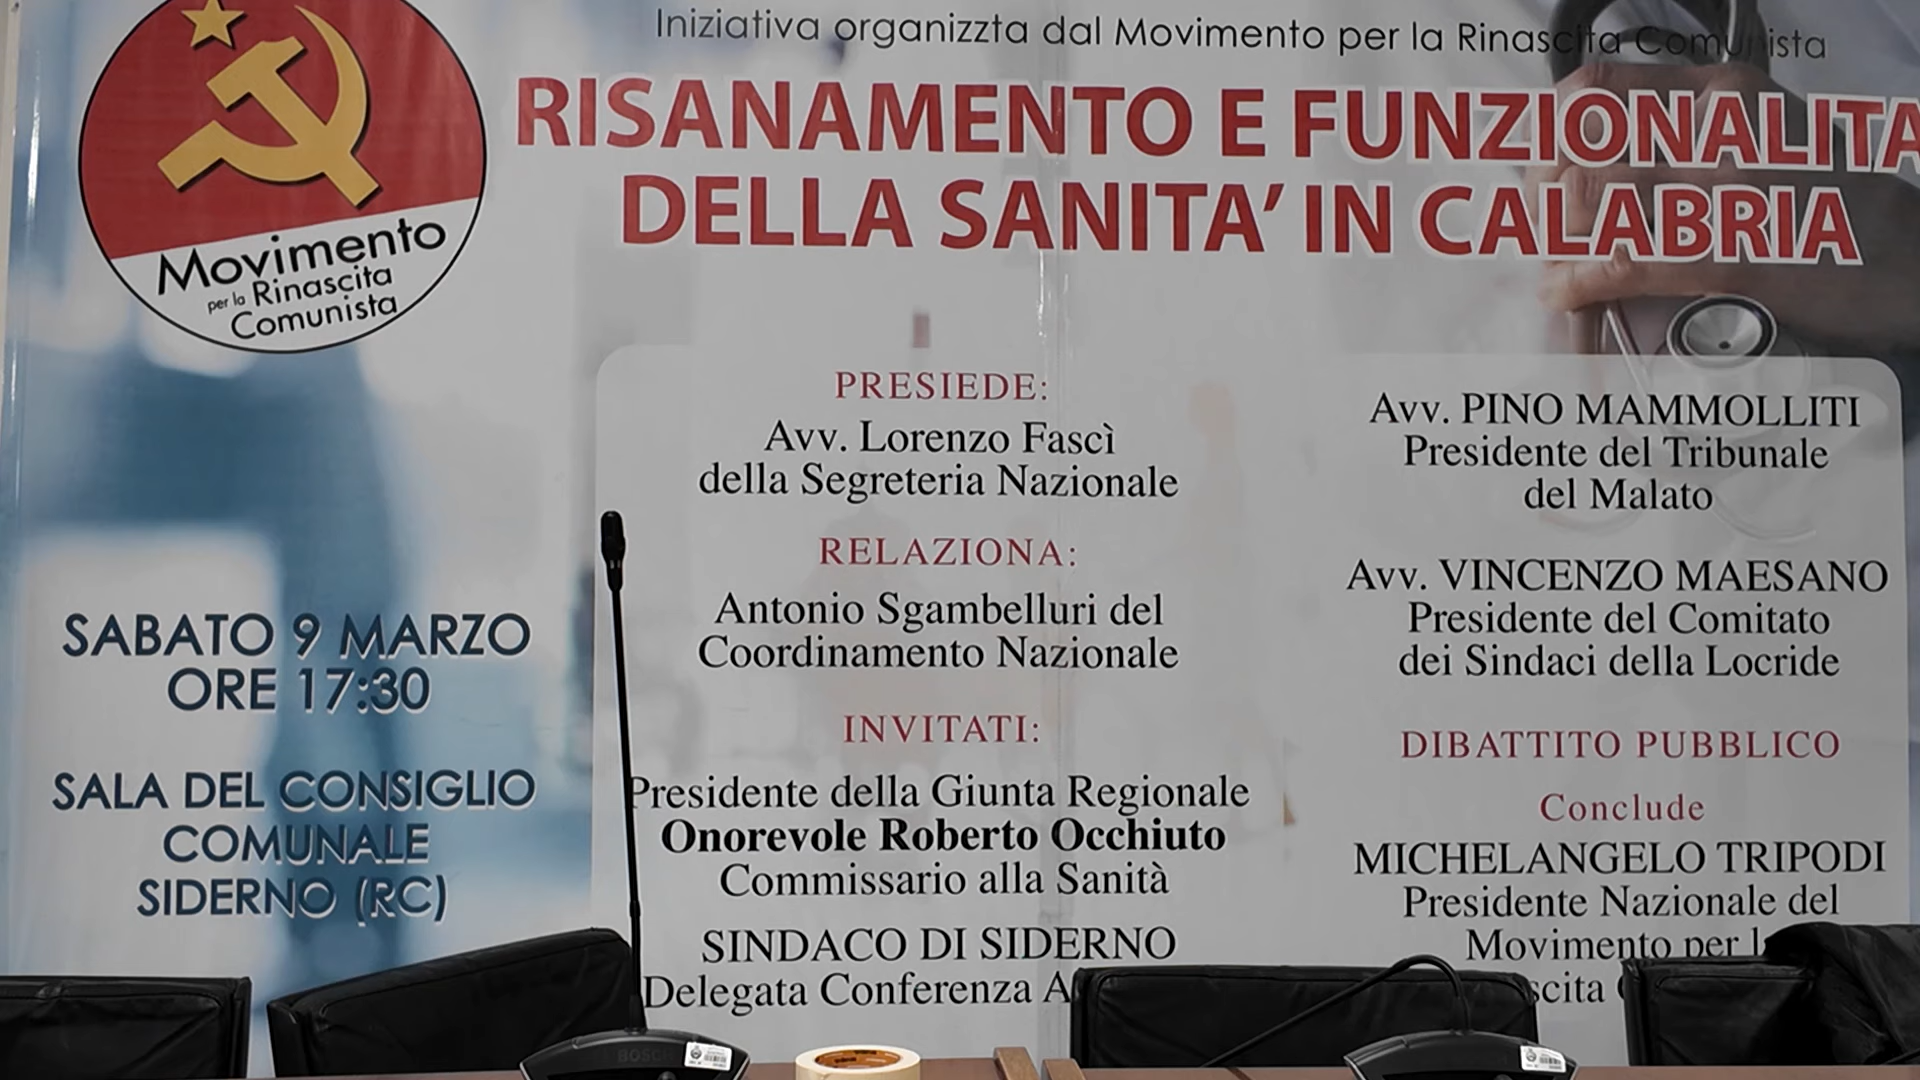 Iniziativa organizzta dal Movimento per la Rinascita Comunista
RISANAMENTO E FUNZIONALITA
DELLA SANITA' IN CALABRIA
Movimento
per la Rinascita
Comunista
SABATO 9 MARZO
ORE 17:30
SALA DEL CONSIGLIO
COMUNALE
SIDERNO (RC)
PRESIEDE:
Avv. Lorenzo Fascì
della Segreteria Nazionale
RELAZIONA:
Antonio Sgambelluri del
Coordinamento Nazionale
INVITATI:
Presidente della Giunta Regionale
Onorevole Roberto Occhiuto
Commissario alla Sanità
SINDACO DI SIDERNO
Delegata Conferenza
Avv. PINO MAMMOLLITI
Presidente del Tribunale
del Malato
Avv. VINCENZO MAESANO
Presidente del Comitato
dei Sindaci della Locride
DIBATTITO PUBBLICO
Conclude
MICHELANGELO TRIPODI
Presidente Nazionale del
Movimento per
BOSCH